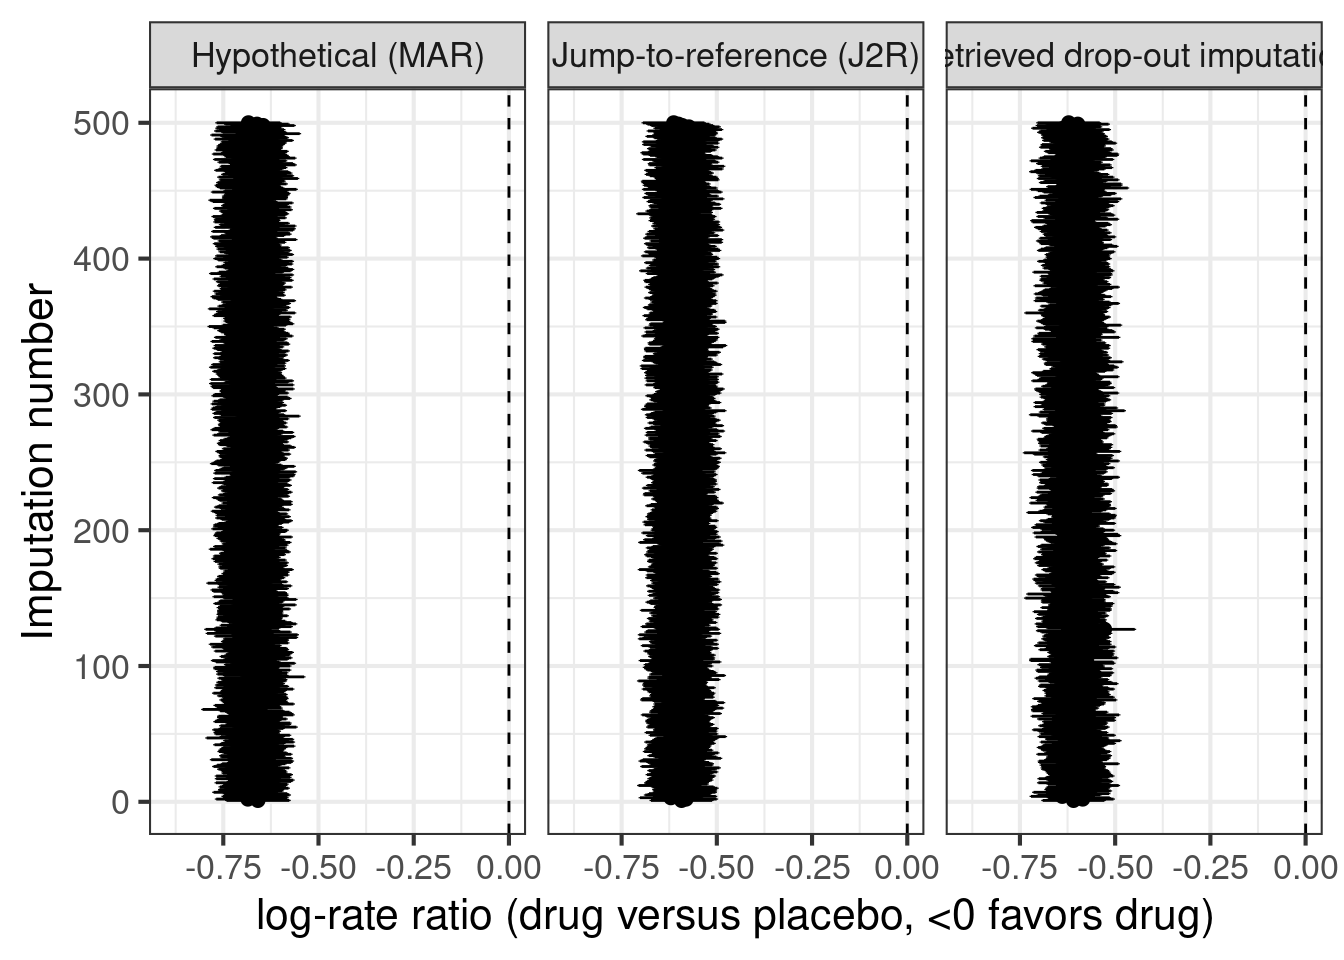 Hypothetical (MAR)
Jump-to-reference (J2R)
etrieved drop-out imputatio
Imputation number
500
400
300
200
100
0
-0.75 -0.50 -0.25 0.00
-0.75 -0.50 -0.25 0.00
-0.75 -0.50 -0.25 0.00
log-rate ratio (drug versus placebo, <0 favors drug)